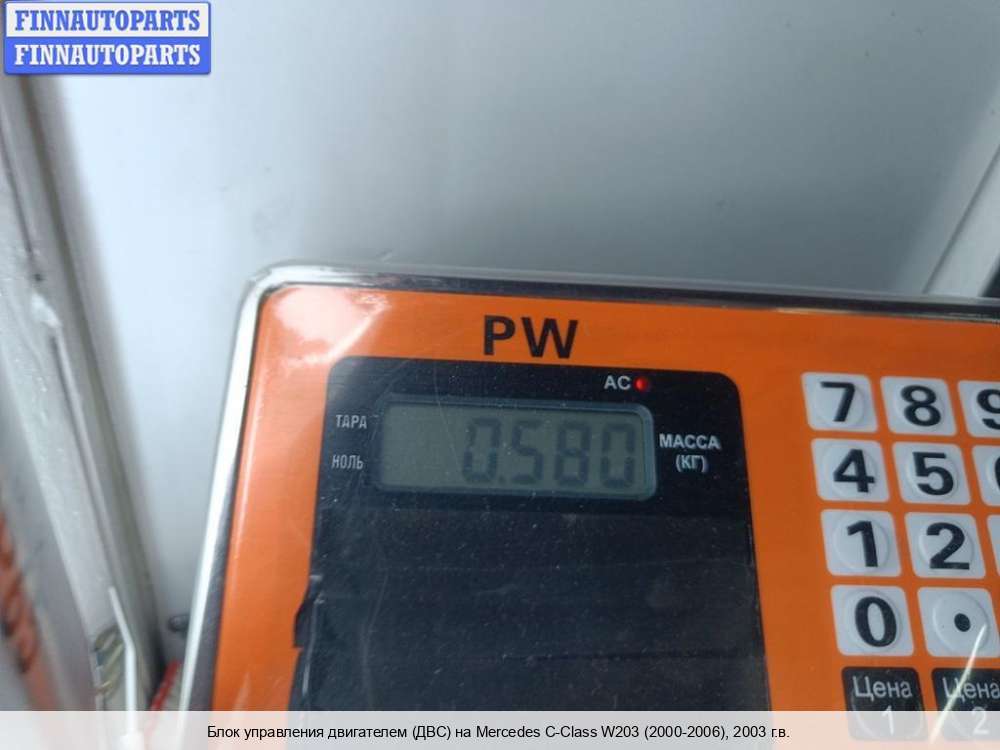 FINNAUTOPARTS
FINNAUTOPARTS
PW
AC
ТАРА
НОЛЬ
0.580
МАССА
(КГ)
7 8 9
4 5
1 2
0 .
Цена 1
Цена 2
Блок управления двигателем (ДВС) на Mercedes C-Class W203 (2000-2006), 2003 г.в.